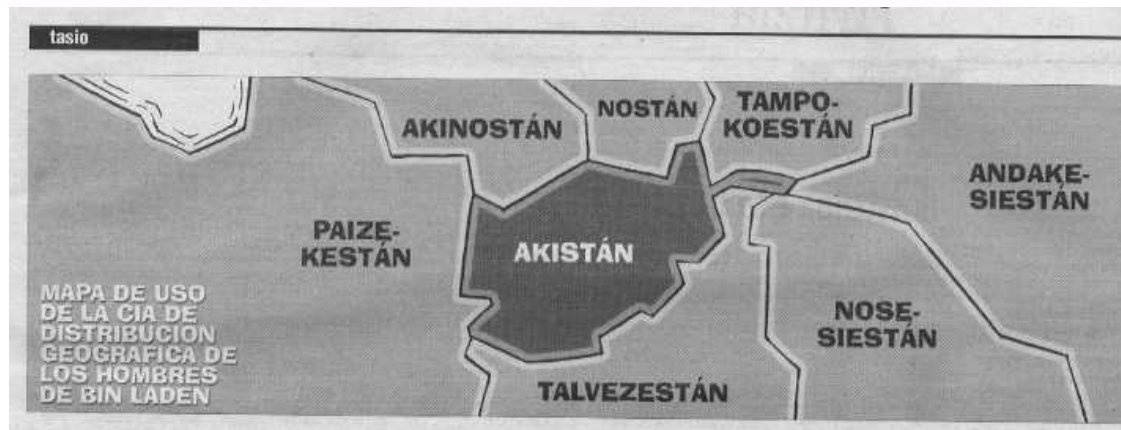 tasio
AKINOSTÁN
NOSTÁN
TAMPO-
KOESTÁN
ANDAKE-
SIESTÁN
PAIZE-
KESTÁN
AKISTÁN
NOSE-
SIESTÁN
TALVEZESTÁN
MAPA DE USO
DE LA CIA DE
DISTRIBUCION
GEOGRAFICA DE
LOS HOMBRES
DE BIN LADEN